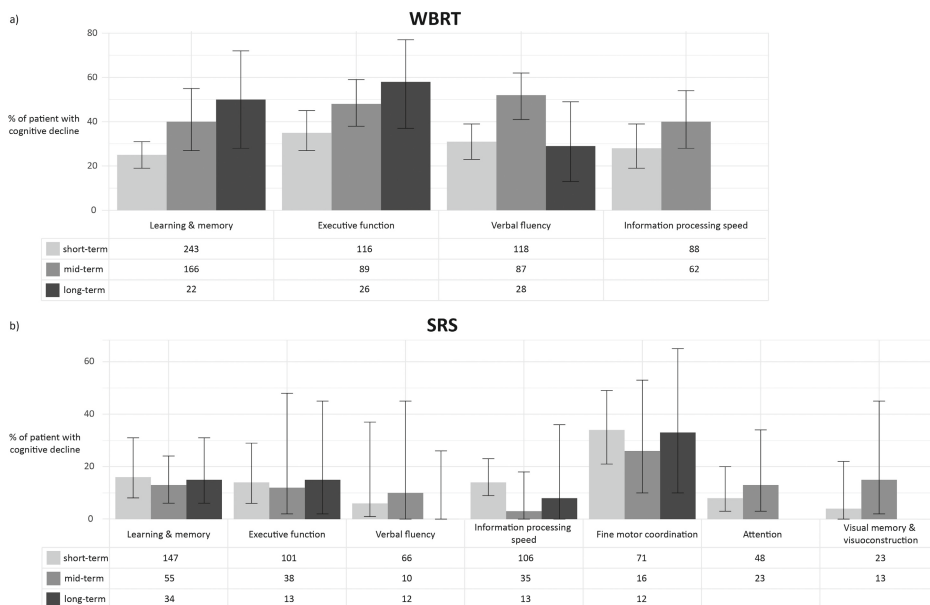 a)
WBRT
80
60
40
20
0
% of patient with
cognitive decline
Learning & memory Executive function Verbal fluency Information processing speed
short-term 243 116 118 88
mid-term 166 89 87 62
long-term 22 26 28
b)
SRS
60
40
20
0
% of patient with
cognitive decline
Learning & memory Executive function Verbal fluency Information processing speed Fine motor coordination Attention Visual memory & visuoconstruction
short-term 147 101 66 106 71 48 23
mid-term 55 38 10 35 16 23 13
long-term 34 13 12 13 12